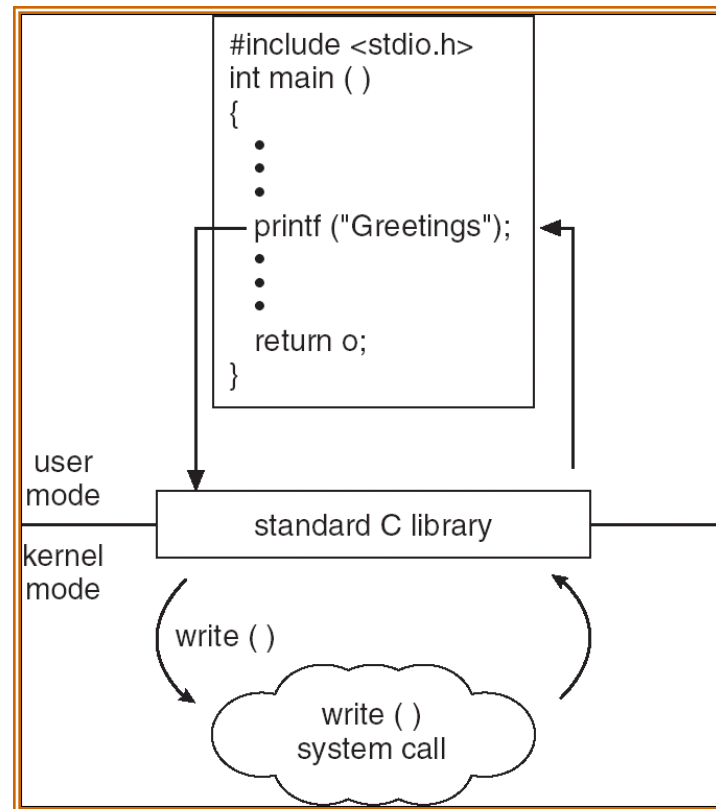 #include <stdio.h>
int main ( )
{
•
•
•
printf ("Greetings");
•
•
•
return o;
}
user
mode
standard C library
kernel
mode
write ( )
write ( )
system call